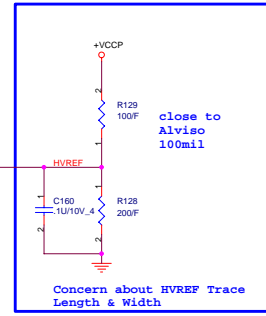 +VCCP
2
R129
100/F
close to
Alviso
100mil
1
HVREF
1
C160
.1U/10V_4
2
1
R128
200/F
2
Concern about HVREF Trace
Length & Width